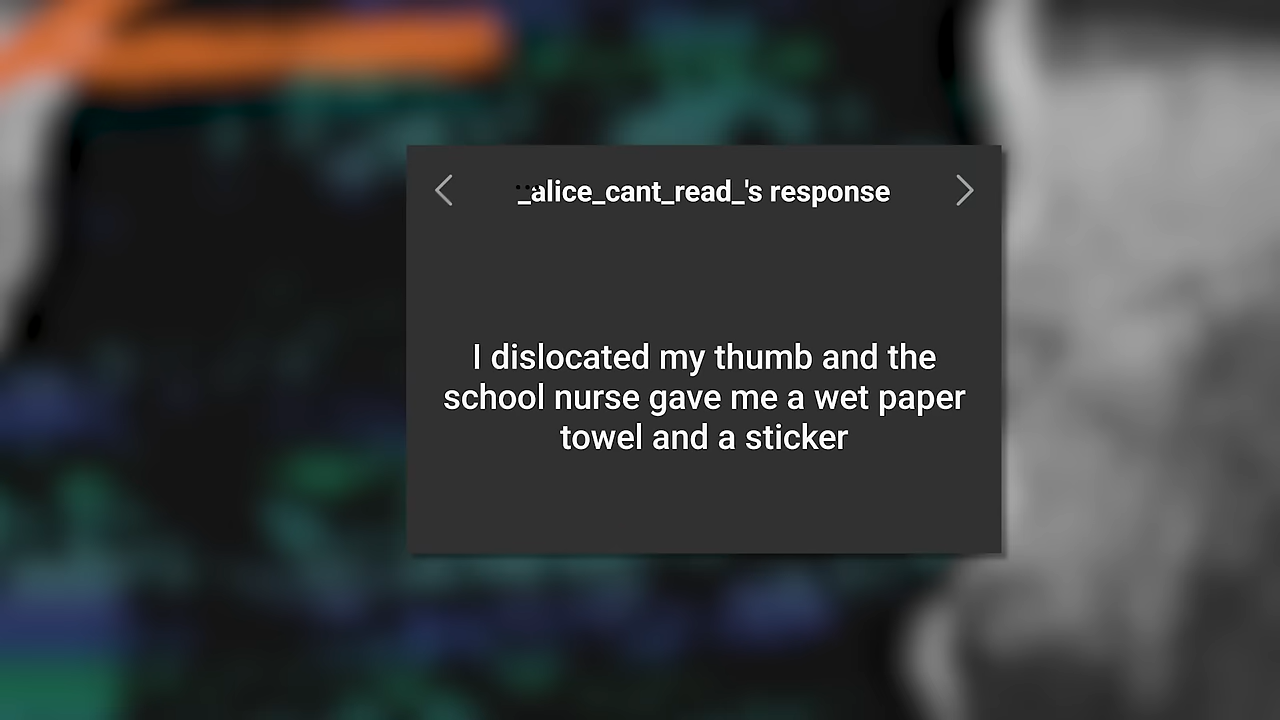 _alice_cant_read_'s response
I dislocated my thumb and the
school nurse gave me a wet paper
towel and a sticker